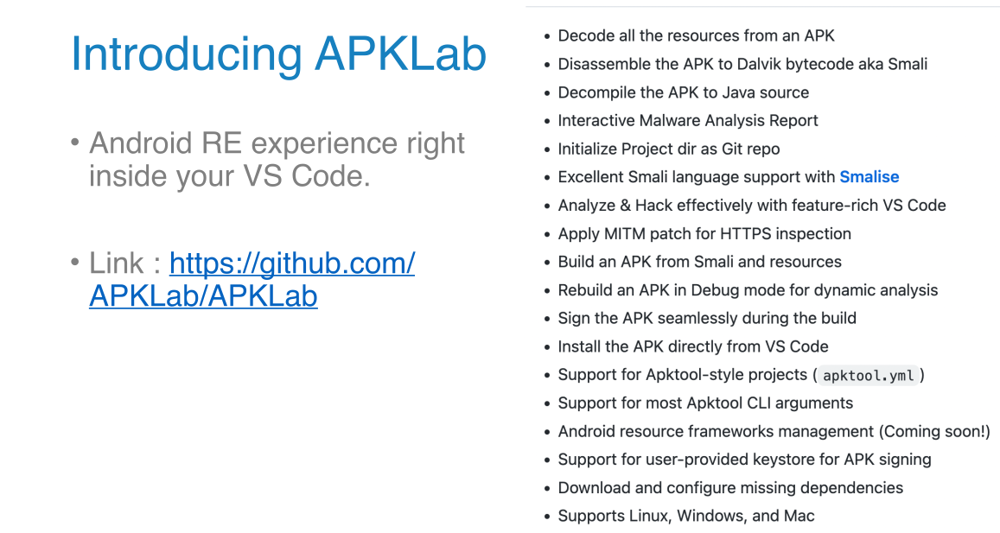 Introducing APKLab
• Android RE experience right
inside your VS Code.
• Link : https://github.com/
APKLab/APKLab
• Decode all the resources from an APK
• Disassemble the APK to Dalvik bytecode aka Smali
• Decompile the APK to Java source
• Interactive Malware Analysis Report
• Initialize Project dir as Git repo
• Excellent Smali language support with Smalise
• Analyze & Hack effectively with feature-rich VS Code
• Apply MITM patch for HTTPS inspection
• Build an APK from Smali and resources
• Rebuild an APK in Debug mode for dynamic analysis
• Sign the APK seamlessly during the build
• Install the APK directly from VS Code
• Support for Apktool-style projects ( apktool.yml )
• Support for most Apktool CLI arguments
• Android resource frameworks management (Coming soon!)
• Support for user-provided keystore for APK signing
• Download and configure missing dependencies
• Supports Linux, Windows, and Mac